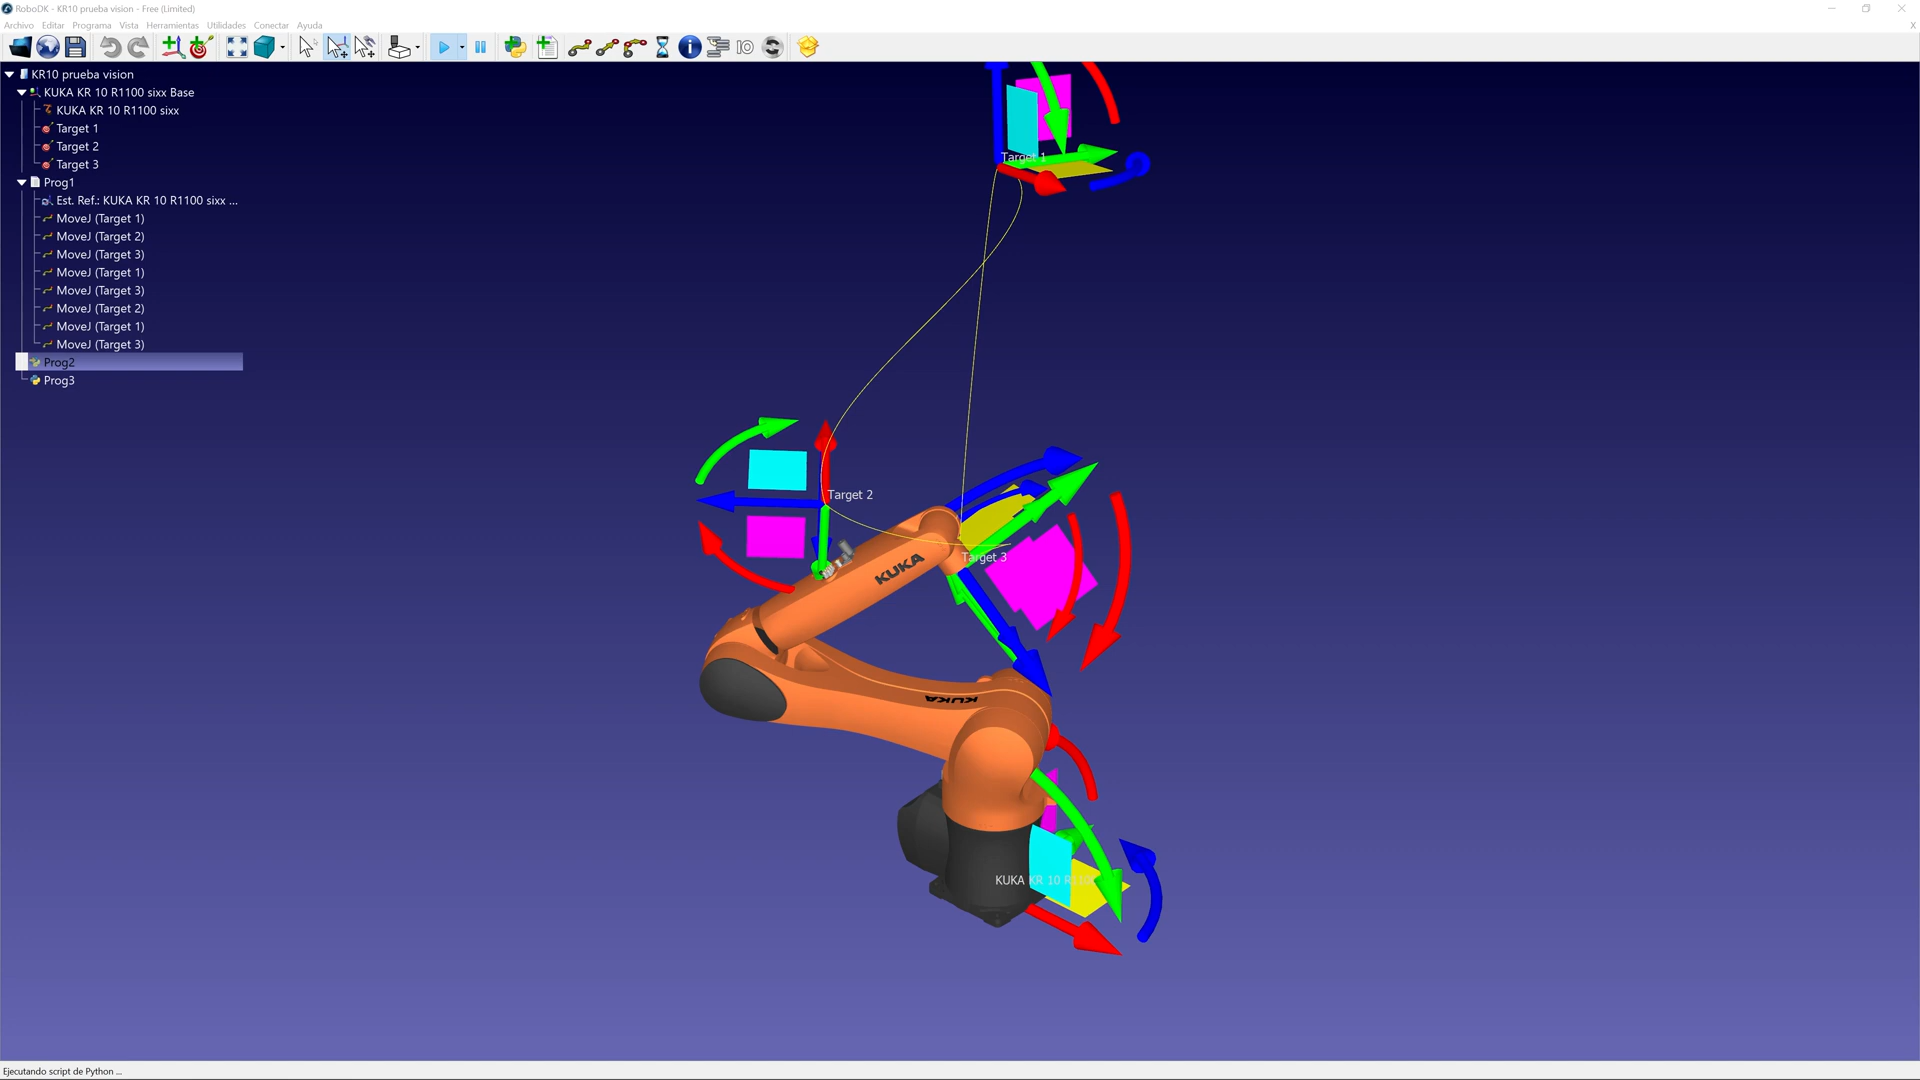 RoboDK - KR10 prueba vision - Free (Limited)
Archivo Editar Programa Vista Herramientas Utilidades Conectar Ayuda
KR10 prueba vision
KUKA KR 10 R1100 sixx Base
KUKA KR 10 R1100 sixx
Target 1
Target 2
Target 3
Prog1
Est. Ref.: KUKA KR 10 R1100 sixx ...
MoveJ (Target 1)
MoveJ (Target 2)
MoveJ (Target 3)
MoveJ (Target 1)
MoveJ (Target 3)
MoveJ (Target 2)
MoveJ (Target 1)
MoveJ (Target 3)
Prog2
Prog3
IO
Target 1
Target 2
Target 3
KUKA
KUKA
KUKA KR 10
Ejecutando script de Python ...